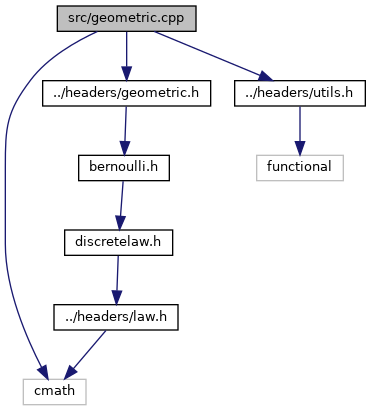 src/geometric.cpp
../headers/geometric.h
../headers/utils.h
bernoulli.h
functional
discretelaw.h
../headers/law.h
cmath